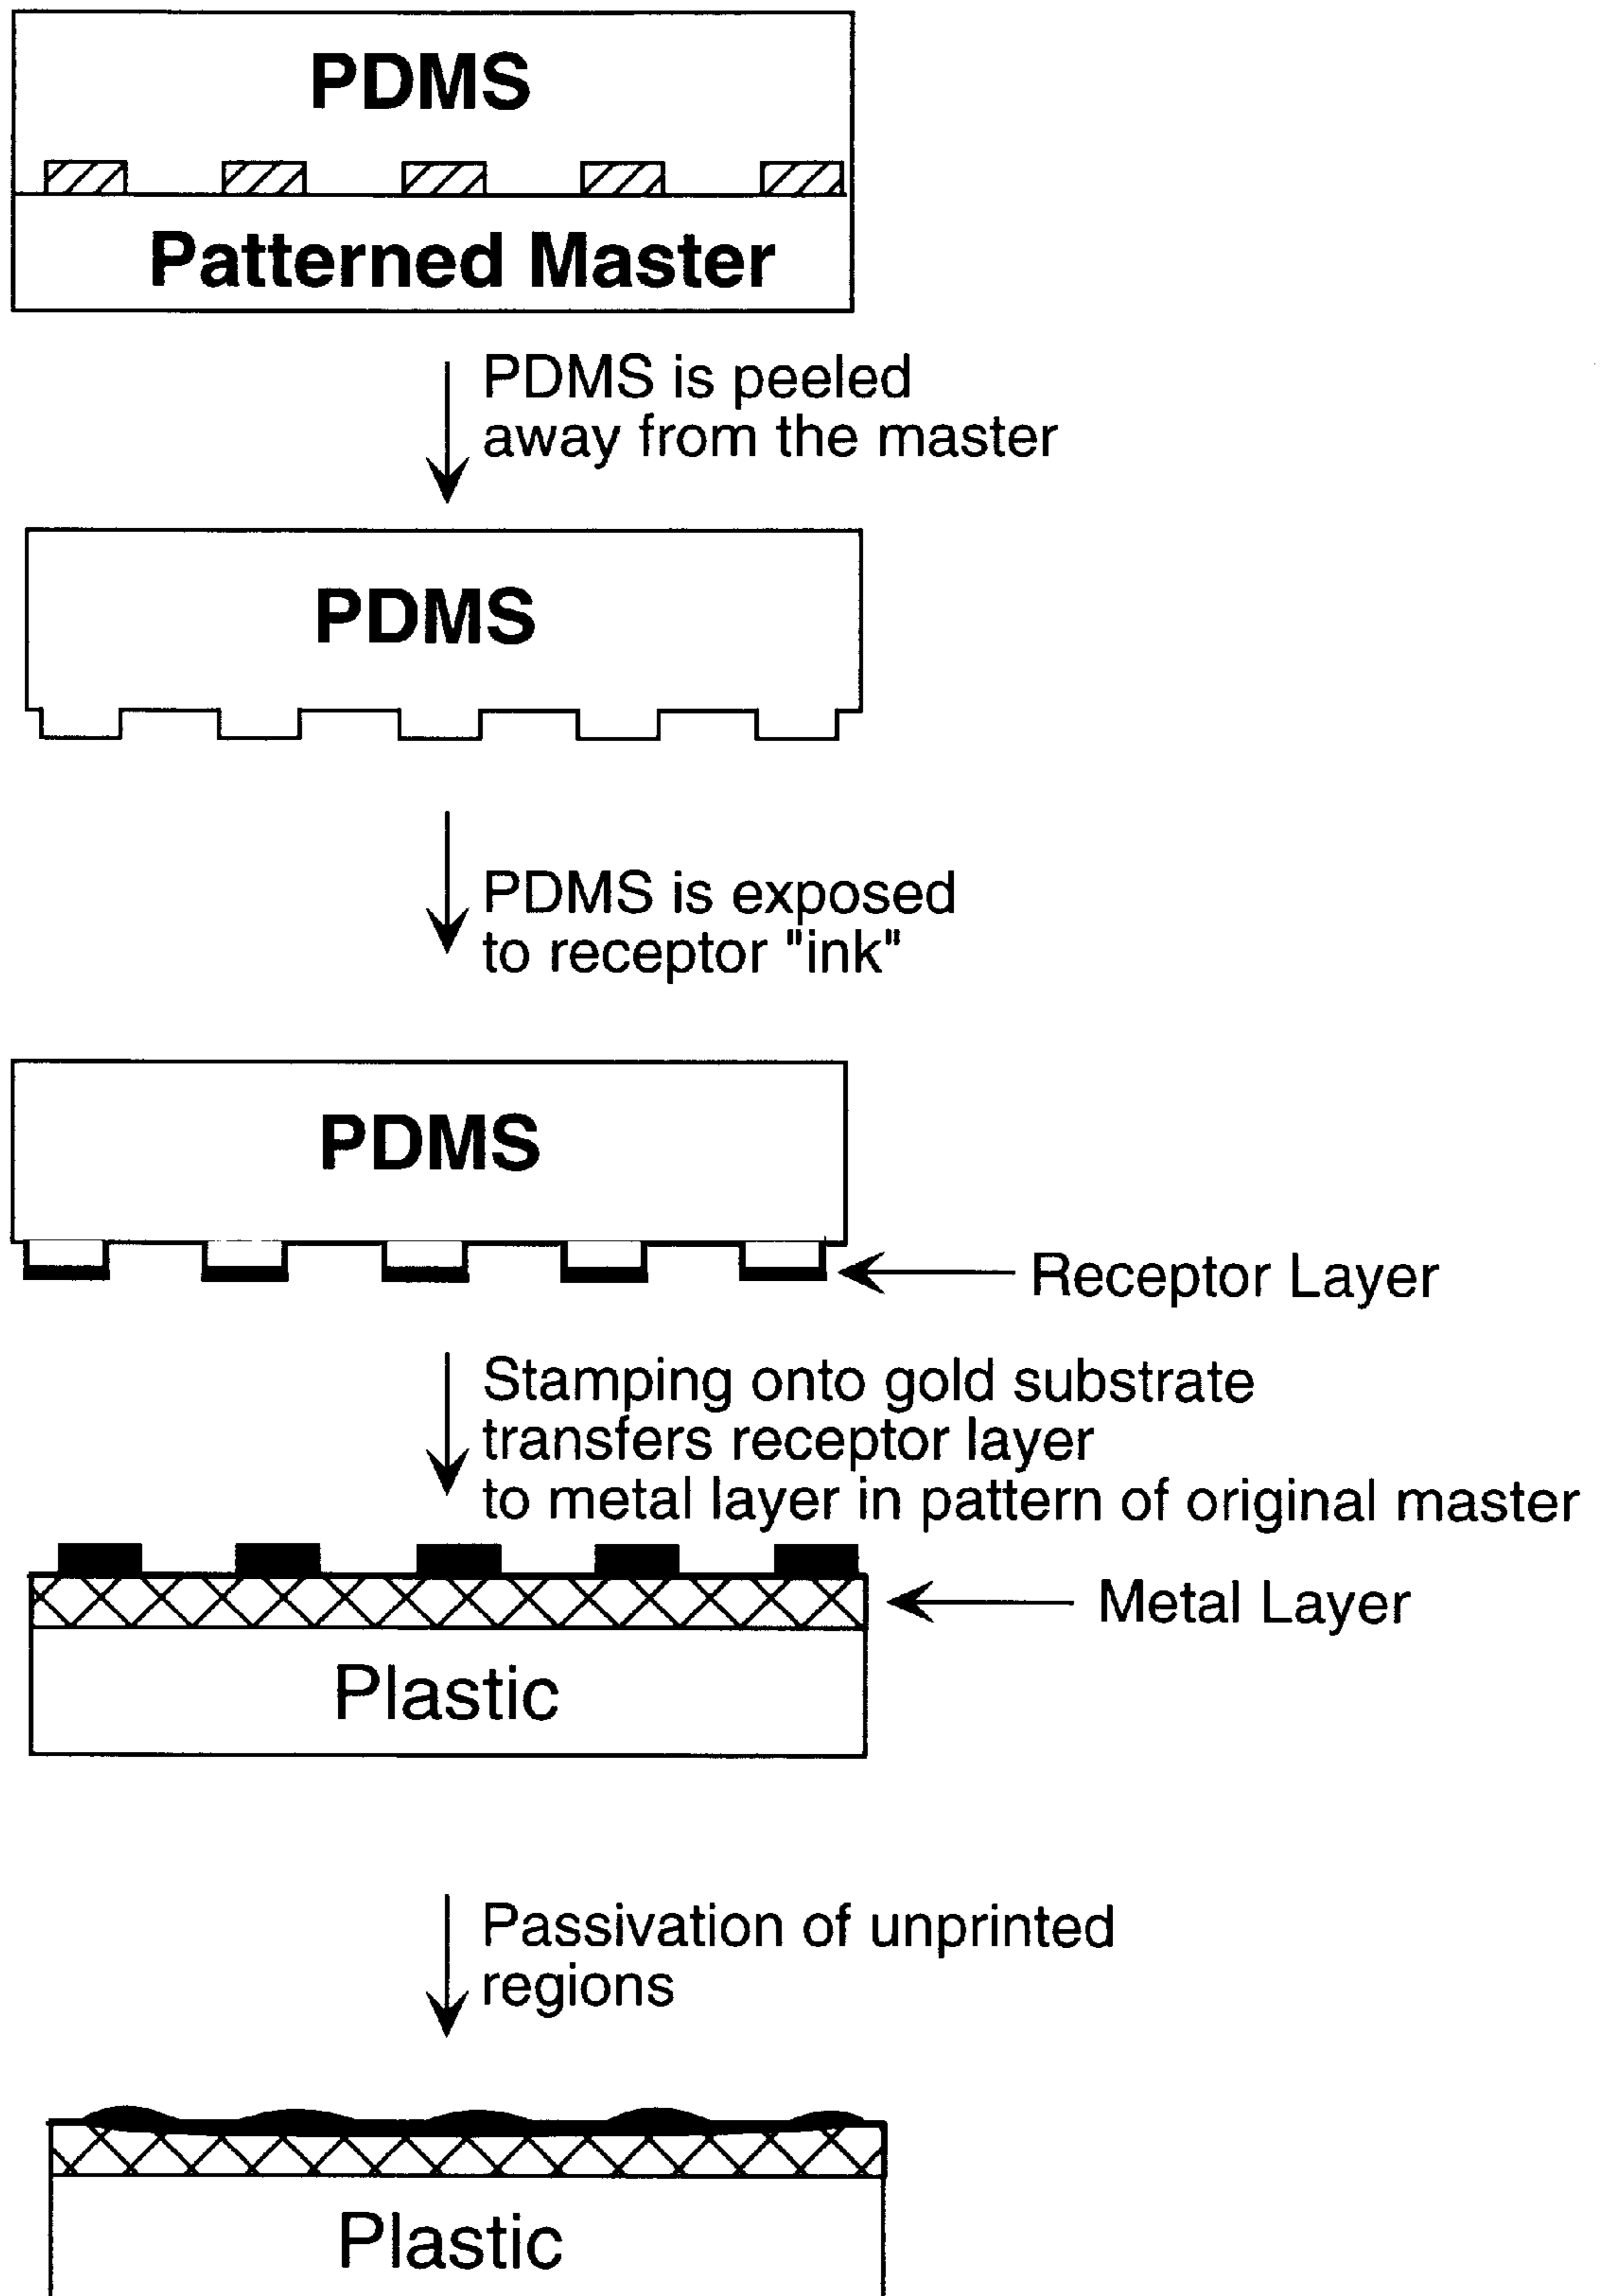 PDMS
Patterned Master
PDMS is peeled
away from the master
PDMS
PDMS is exposed
to receptor "ink"
PDMS
Receptor Layer
Stamping onto gold substrate
transfers receptor layer
to metal layer in pattern of original master
Metal Layer
Plastic
Passivation of unprinted
regions
Plastic